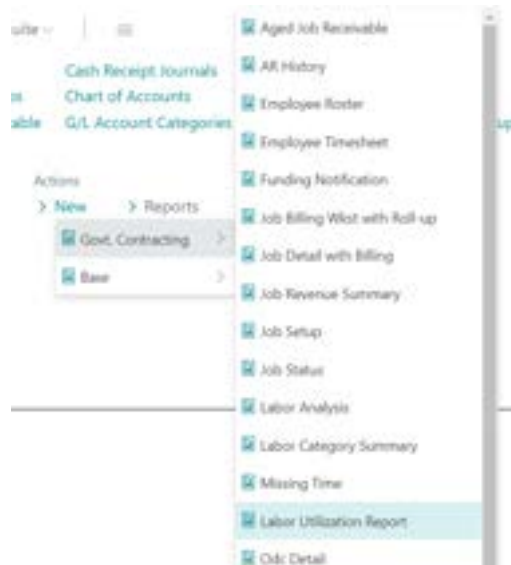 Cash Receipt Journals
Chart of Accounts
G/L Account Categories
Actions
New
Reports
Govt. Contracting
Base
Aged Job Receivable
AR History
Employee Roster
Employee Timesheet
Funding Notification
Job Billing Wkst with Roll-up
Job Detail with Billing
Job Revenue Summary
Job Setup
Job Status
Labor Analysis
Labor Category Summary
Missing Time
Labor Utilization Report
Odc Detail